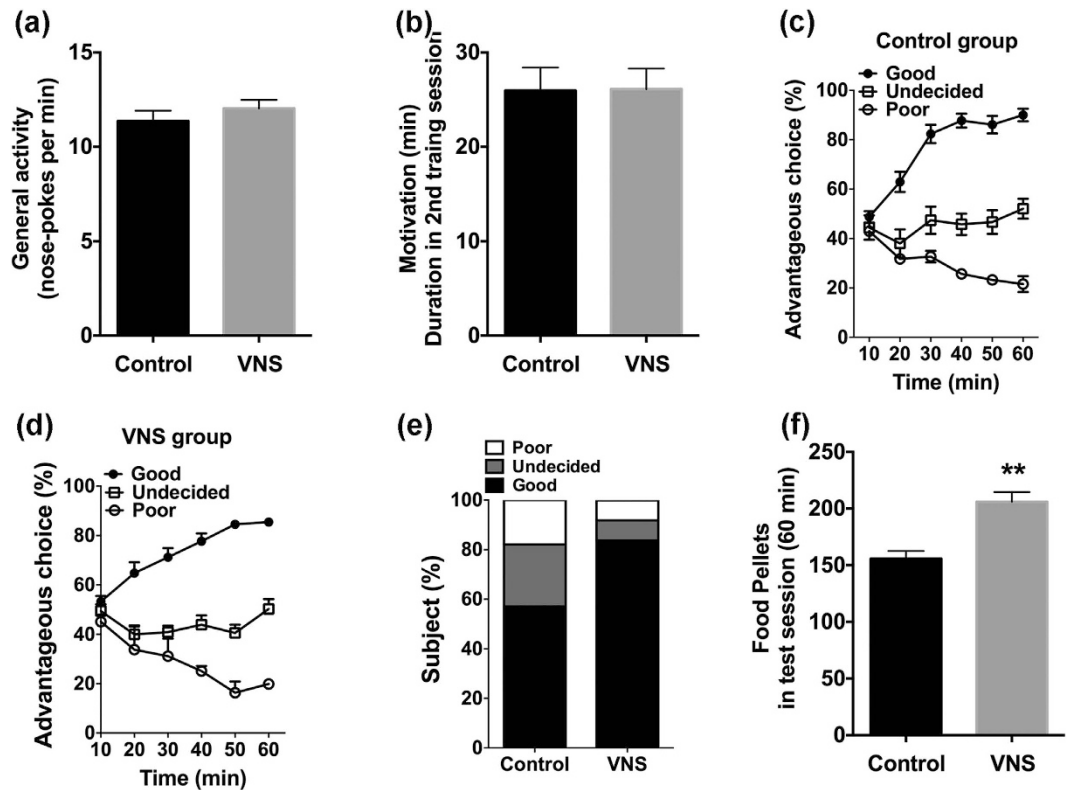 (a)
General activity
(nose-pokes per min)
15
10
5
0
Control
VNS
(b)
Motivation (min)
Duration in 2nd traing session
30
20
10
0
Control
VNS
(c)
Control group
Good
Undecided
Poor
Advantageous choice (%)
100
80
60
40
20
0
10 20 30 40 50 60
Time (min)
(d)
VNS group
Good
Undecided
Poor
Advantageous choice (%)
100
80
60
40
20
0
10 20 30 40 50 60
Time (min)
(e)
Poor
Undecided
Good
Subject (%)
100
80
60
40
20
0
Control
VNS
(f)
Food Pellets
in test session (60 min)
250
200
150
100
50
0
**
Control
VNS